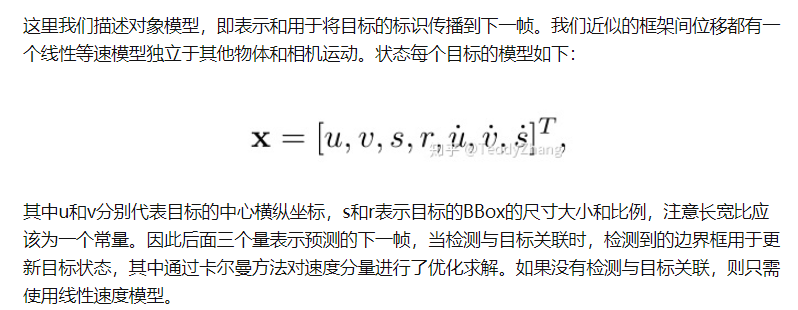 这里我们描述对象模型，即表示和用于将目标的标识传播到下一帧。我们近似的框架间位移都有一
个线性等速模型独立于其他物体和相机运动。状态每个目标的模型如下：
x = [u, v, s, r, u̇, v̇, ṡ]ᵀ,
知乎 @TeddyZhang
其中u和v分别代表目标的中心横纵坐标，s和r表示目标的BBox的尺寸大小和比例，注意长宽比应
该为一个常量。因此后面三个量表示预测的下一帧，当检测与目标关联时，检测到的边界框用于更
新目标状态，其中通过卡尔曼方法对速度分量进行了优化求解。如果没有检测与目标关联，则只需
使用线性速度模型。